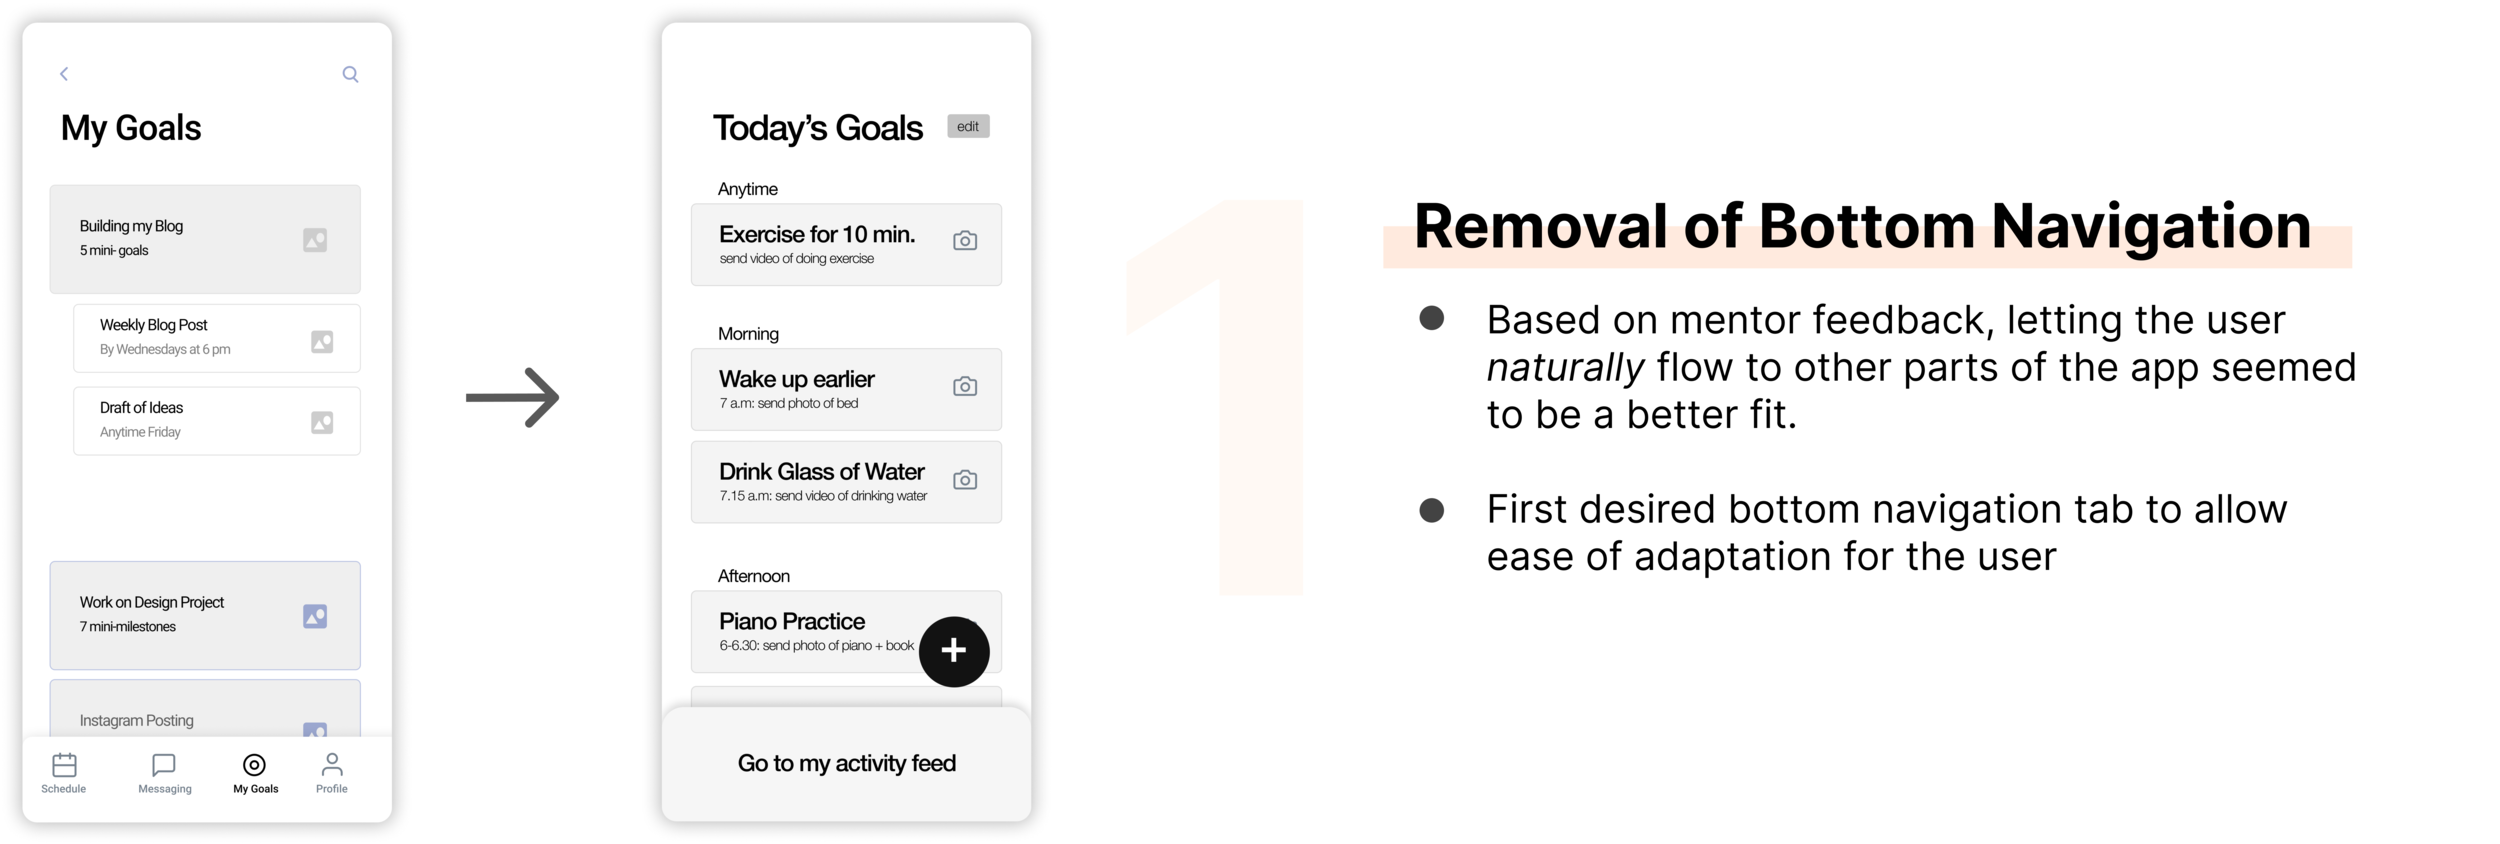 My Goals
Building my Blog
5 mini- goals
Weekly Blog Post
By Wednesdays at 6 pm
Draft of Ideas
Anytime Friday
Work on Design Project
7 mini-milestones
Instagram Posting
Schedule
Messaging
My Goals
Profile
Today's Goals
edit
Anytime
Exercise for 10 min.
send video of doing exercise
Morning
Wake up earlier
7 a.m: send photo of bed
Drink Glass of Water
7.15 a.m: send video of drinking water
Afternoon
Piano Practice
6-6.30: send photo of piano + book
+
Go to my activity feed
1
Removal of Bottom Navigation
● Based on mentor feedback, letting the user
naturally flow to other parts of the app seemed
to be a better fit.
● First desired bottom navigation tab to allow
ease of adaptation for the user